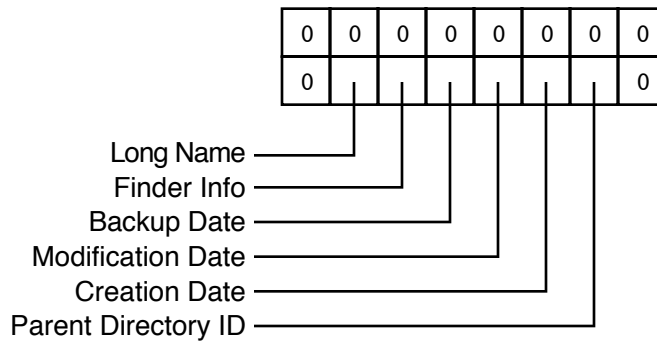 0 0 0 0 0 0 0 0
0 0
Long Name
Finder Info
Backup Date
Modification Date
Creation Date
Parent Directory ID